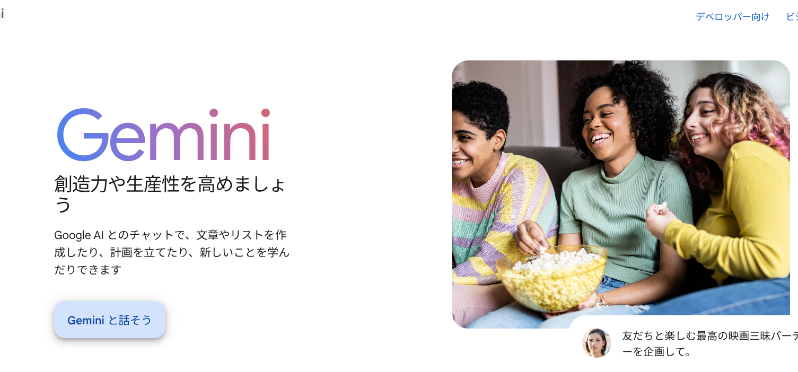 デベロッパー向け
Gemini
創造力や生産性を高めましょ
う
Google AI とのチャットで、文章やリストを作
成したり、計画を立てたり、新しいことを学ん
だりできます
Gemini と話そう
友だちと楽しむ最高の映画三昧パーテ
ーを企画して。